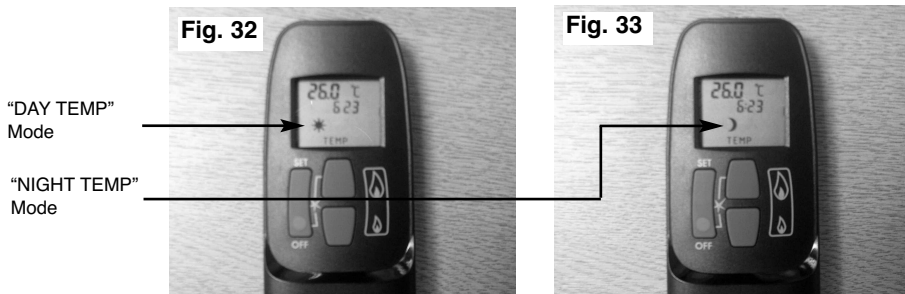 Fig. 32
Fig. 33
“DAY TEMP”
Mode
“NIGHT TEMP”
Mode
26.0 °C
6:23
TEMP
SET
OFF
26.0 °C
6:23
TEMP
SET
OFF